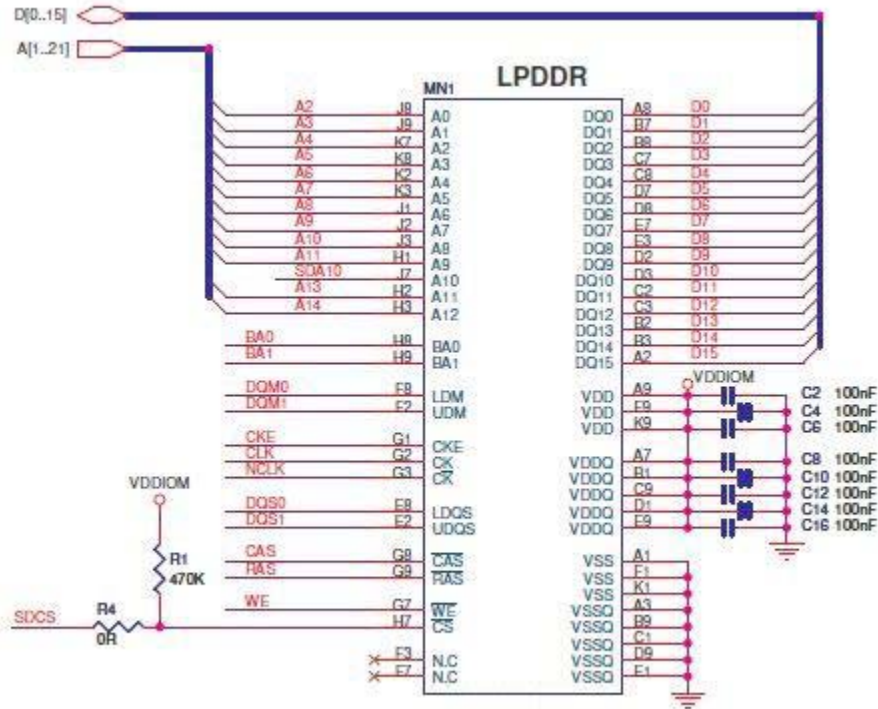 D[0..15]
A[1..21]
LPDDR
MN1
A2 J8 A0 DQ0 A8 D0
A3 J9 A1 DQ1 B7 D1
A4 K7 A2 DQ2 B8 D2
A5 K8 A3 DQ3 C7 D3
A6 K2 A4 DQ4 C8 D4
A7 K3 A5 DQ5 D7 D5
A8 J1 A6 DQ6 D8 D6
A9 J2 A7 DQ7 E7 D7
A10 J3 A8 DQ8 E3 D8
A11 H1 A9 DQ9 D2 D9
SDA10 J7 A10 DQ10 D3 D10
A13 H2 A11 DQ11 C2 D11
A14 H3 A12 DQ12 C3 D12
DQ13 B2 D13
BA0 H8 BA0 DQ14 B3 D14
BA1 H9 BA1 DQ15 A2 D15
VDDIOM
DQM0 F8 LDM VDD A9 C2 100nF
DQM1 F2 UDM VDD F9 C4 100nF
VDD K9 C6 100nF
CKE G1 CKE
CLK G2 CK VDDQ A7 C8 100nF
NCLK G3 CK VDDQ B1 C10 100nF
VDDQ C9 C12 100nF
DQS0 E8 LDQS VDDQ D1 C14 100nF
DQS1 E2 UDQS VDDQ E9 C16 100nF
VDDIOM
R1
470K
CAS G8 CAS VSS A1
RAS G9 RAS VSS F1
VSS K1
WE G7 WE VSSQ A3
SDCS R4 0R H7 CS VSSQ B9
VSSQ C1
F3 N.C VSSQ D9
F7 N.C VSSQ E1